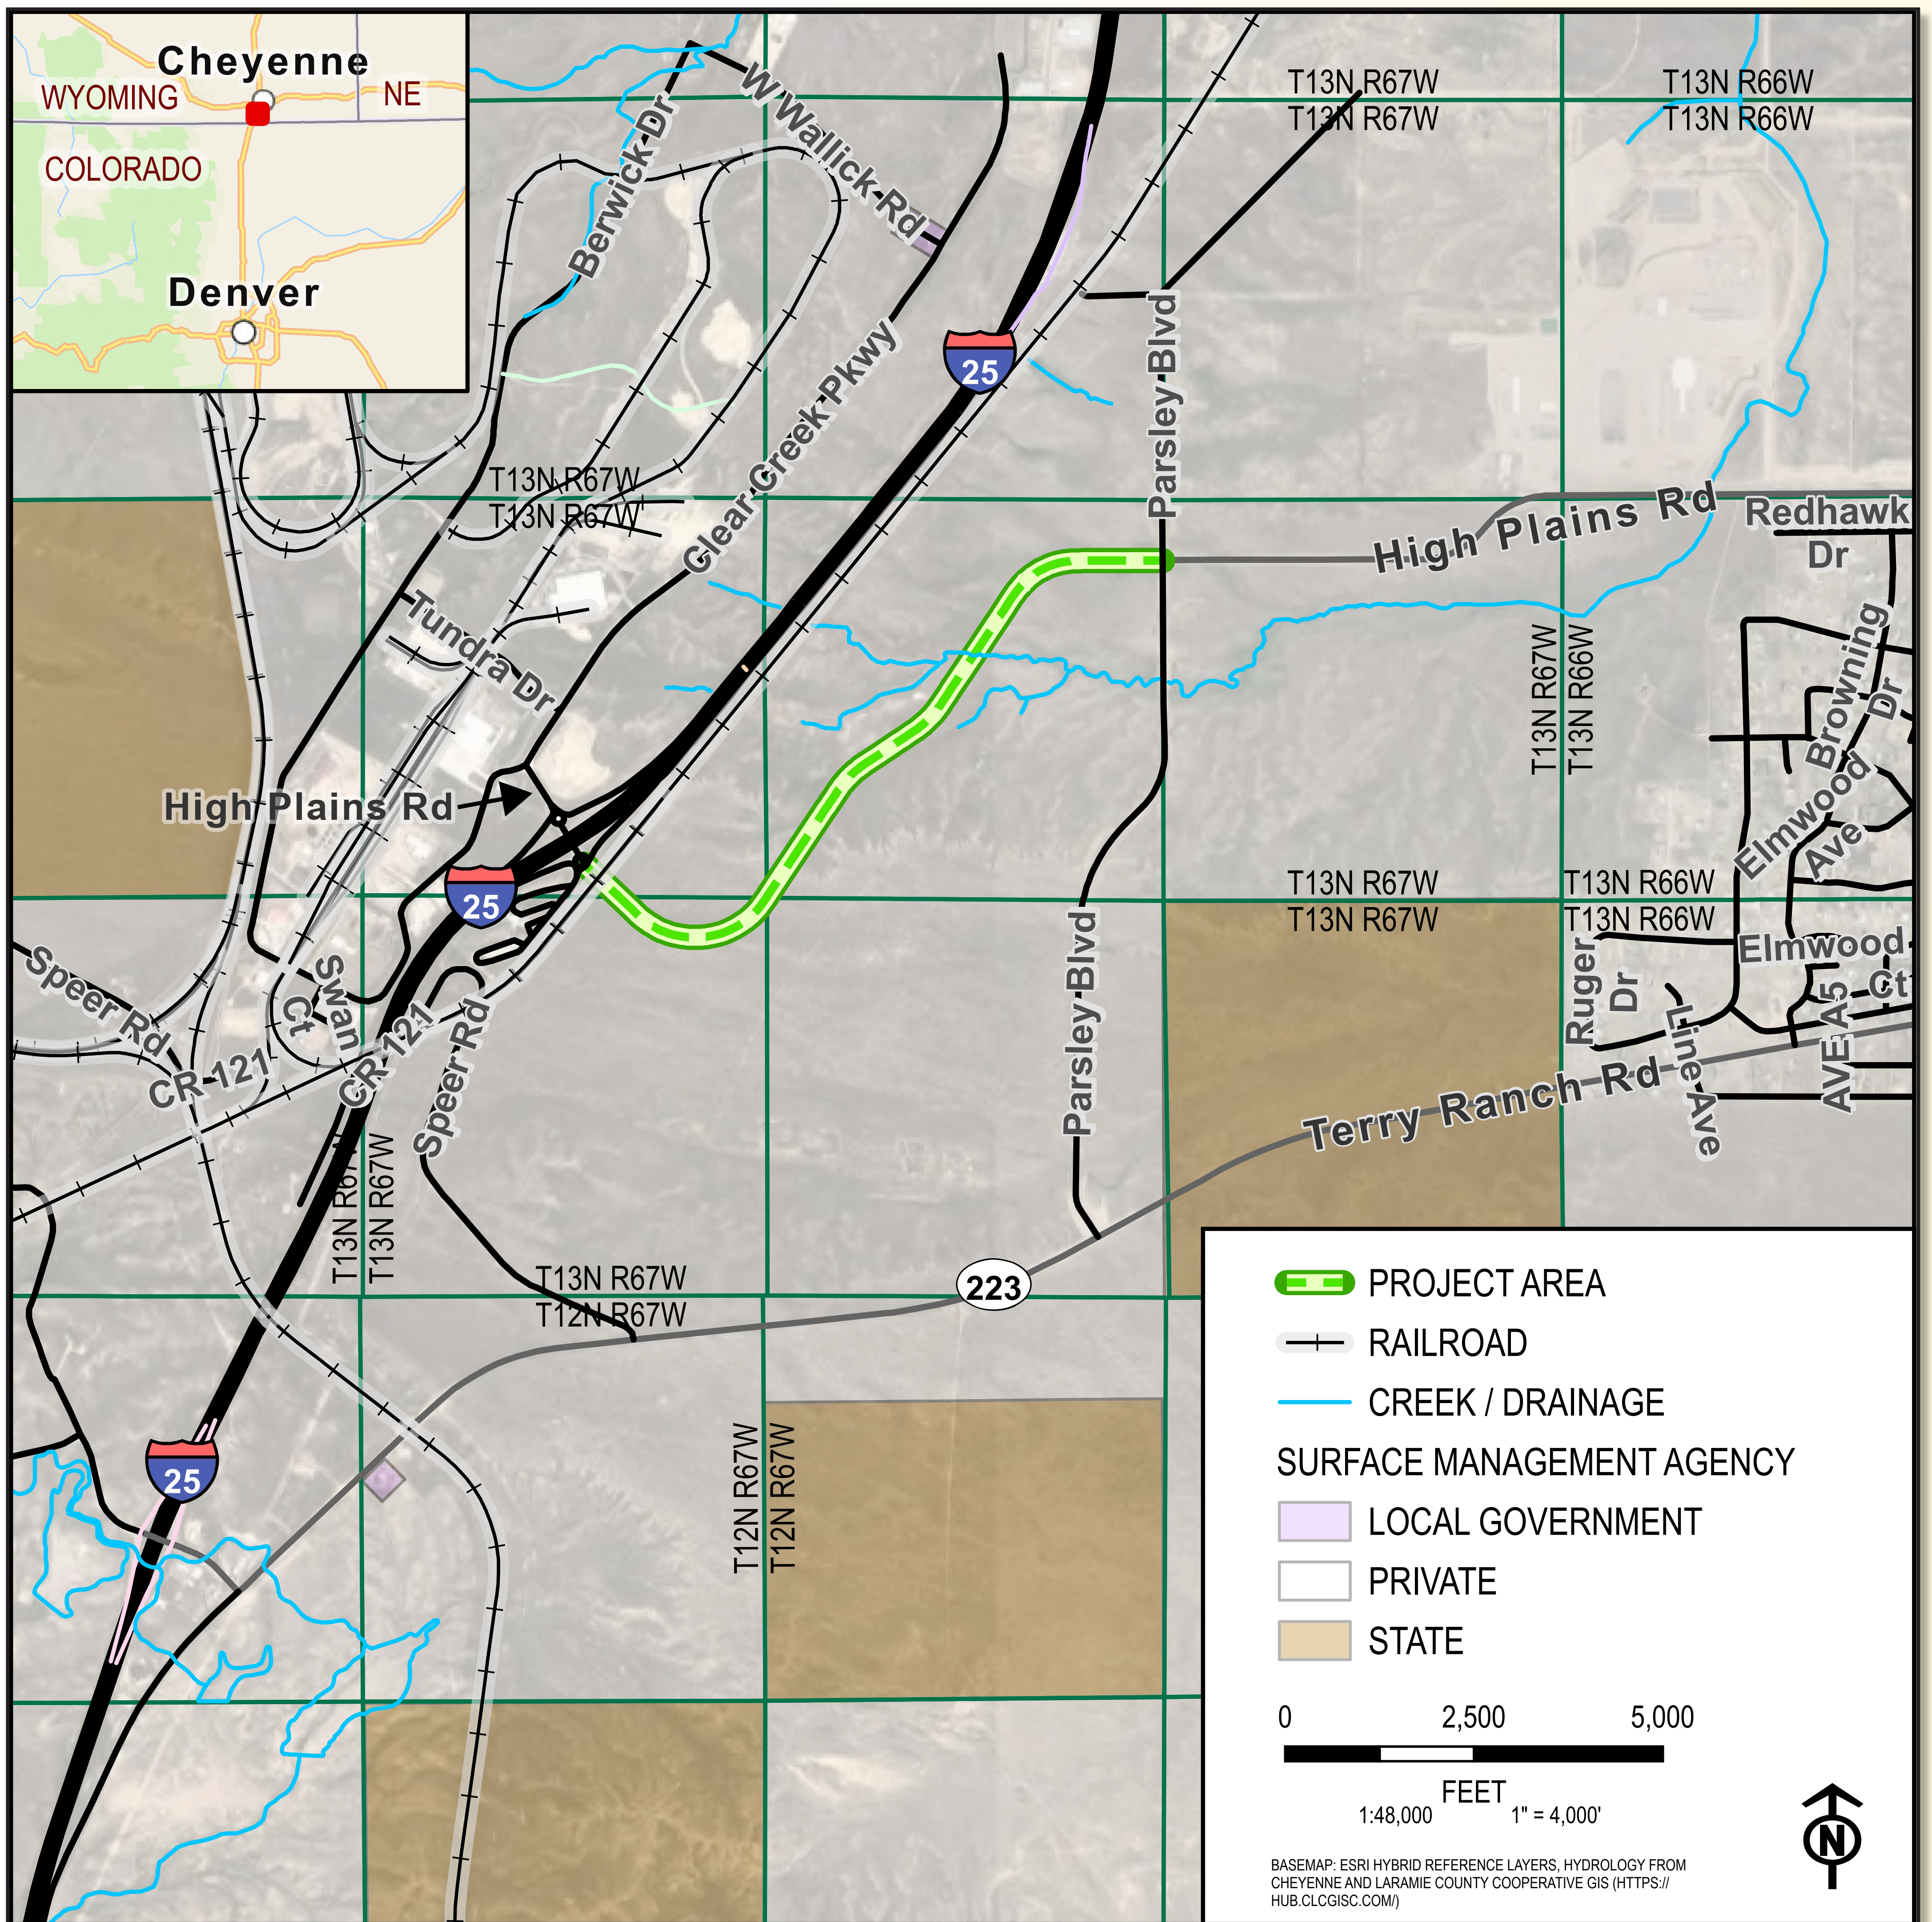 Cheyenne
WYOMING
NE
COLORADO
Denver
Berwick Dr
W Wallick Rd
T13N R67W
T13N R67W
T13N R66W
T13N R66W
25
Clear Creek Pkwy
Parsley Blvd
T13N R67W
T13N R67W
High Plains Rd
Redhawk
Dr
Tundra Dr
T13N R67W
T13N R66W
Browning
Dr
High Plains Rd
Elmwood
Ave
25
T13N R67W
T13N R67W
T13N R66W
T13N R66W
Speer Rd
Swan
Ct
CR 121
CR 121
Speer Rd
Parsley Blvd
Ruger
Dr
Elmwood
Ct
Line Ave
AVE A5
Terry Ranch Rd
T13N R67W
T13N R67W
T13N R67W
T12N R67W
223
25
T12N R67W
T12N R67W
PROJECT AREA
RAILROAD
CREEK / DRAINAGE
SURFACE MANAGEMENT AGENCY
LOCAL GOVERNMENT
PRIVATE
STATE
0 2,500 5,000
FEET
1:48,000 1" = 4,000'
N
BASEMAP: ESRI HYBRID REFERENCE LAYERS, HYDROLOGY FROM
CHEYENNE AND LARAMIE COUNTY COOPERATIVE GIS (HTTPS://
HUB.CLCGISC.COM/)